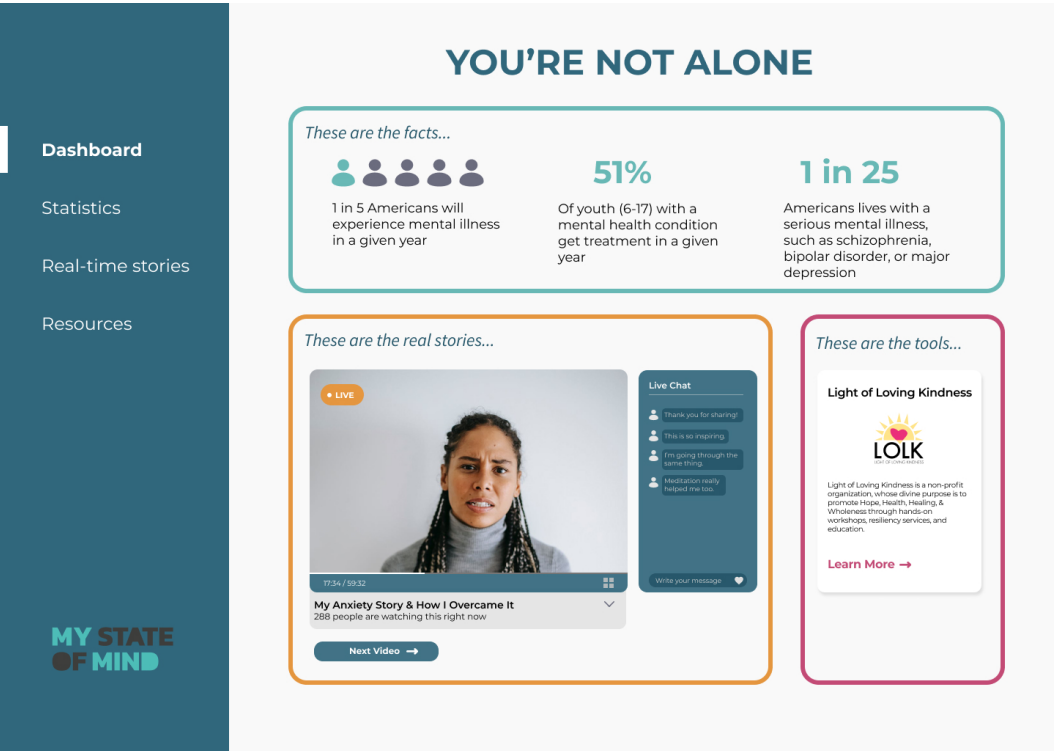 YOU'RE NOT ALONE
Dashboard
Statistics
Real-time stories
Resources
MY STATE
OF MIND
These are the facts...
1 in 5 Americans will
experience mental illness
in a given year
51%
Of youth (6-17) with a
mental health condition
get treatment in a given
year
1 in 25
Americans lives with a
serious mental illness,
such as schizophrenia,
bipolar disorder, or major
depression
These are the real stories...
LIVE
17:34 / 59:32
My Anxiety Story & How I Overcame It
288 people are watching this right now
Next Video
Live Chat
Thank you for sharing!
This is so inspiring.
I'm going through the
same thing.
Meditation really
helped me too.
Write your message
These are the tools...
Light of Loving Kindness
LOLK
LIGHT OF LOVING KINDNESS
Light of Loving Kindness is a non-profit
organization, whose divine purpose is to
promote Hope, Health, Healing, &
Wholeness through hands-on
workshops, resiliency services, and
education.
Learn More